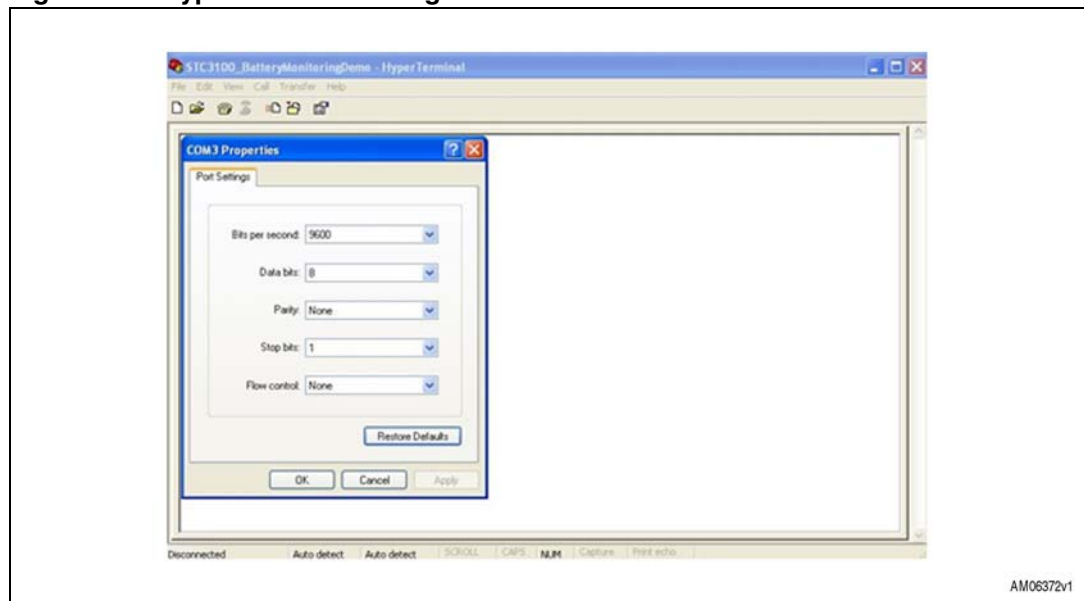 STC3100_BatteryMonitoringDemo - HyperTerminal
File Edit View Call Transfer Help
COM3 Properties
Port Settings
Bits per second: 9600
Data bits: 8
Parity: None
Stop bits: 1
Flow control: None
Restore Defaults
OK Cancel Apply
Disconnected Auto detect Auto detect SCROLL CAPS NUM Capture Print echo
AM06372v1